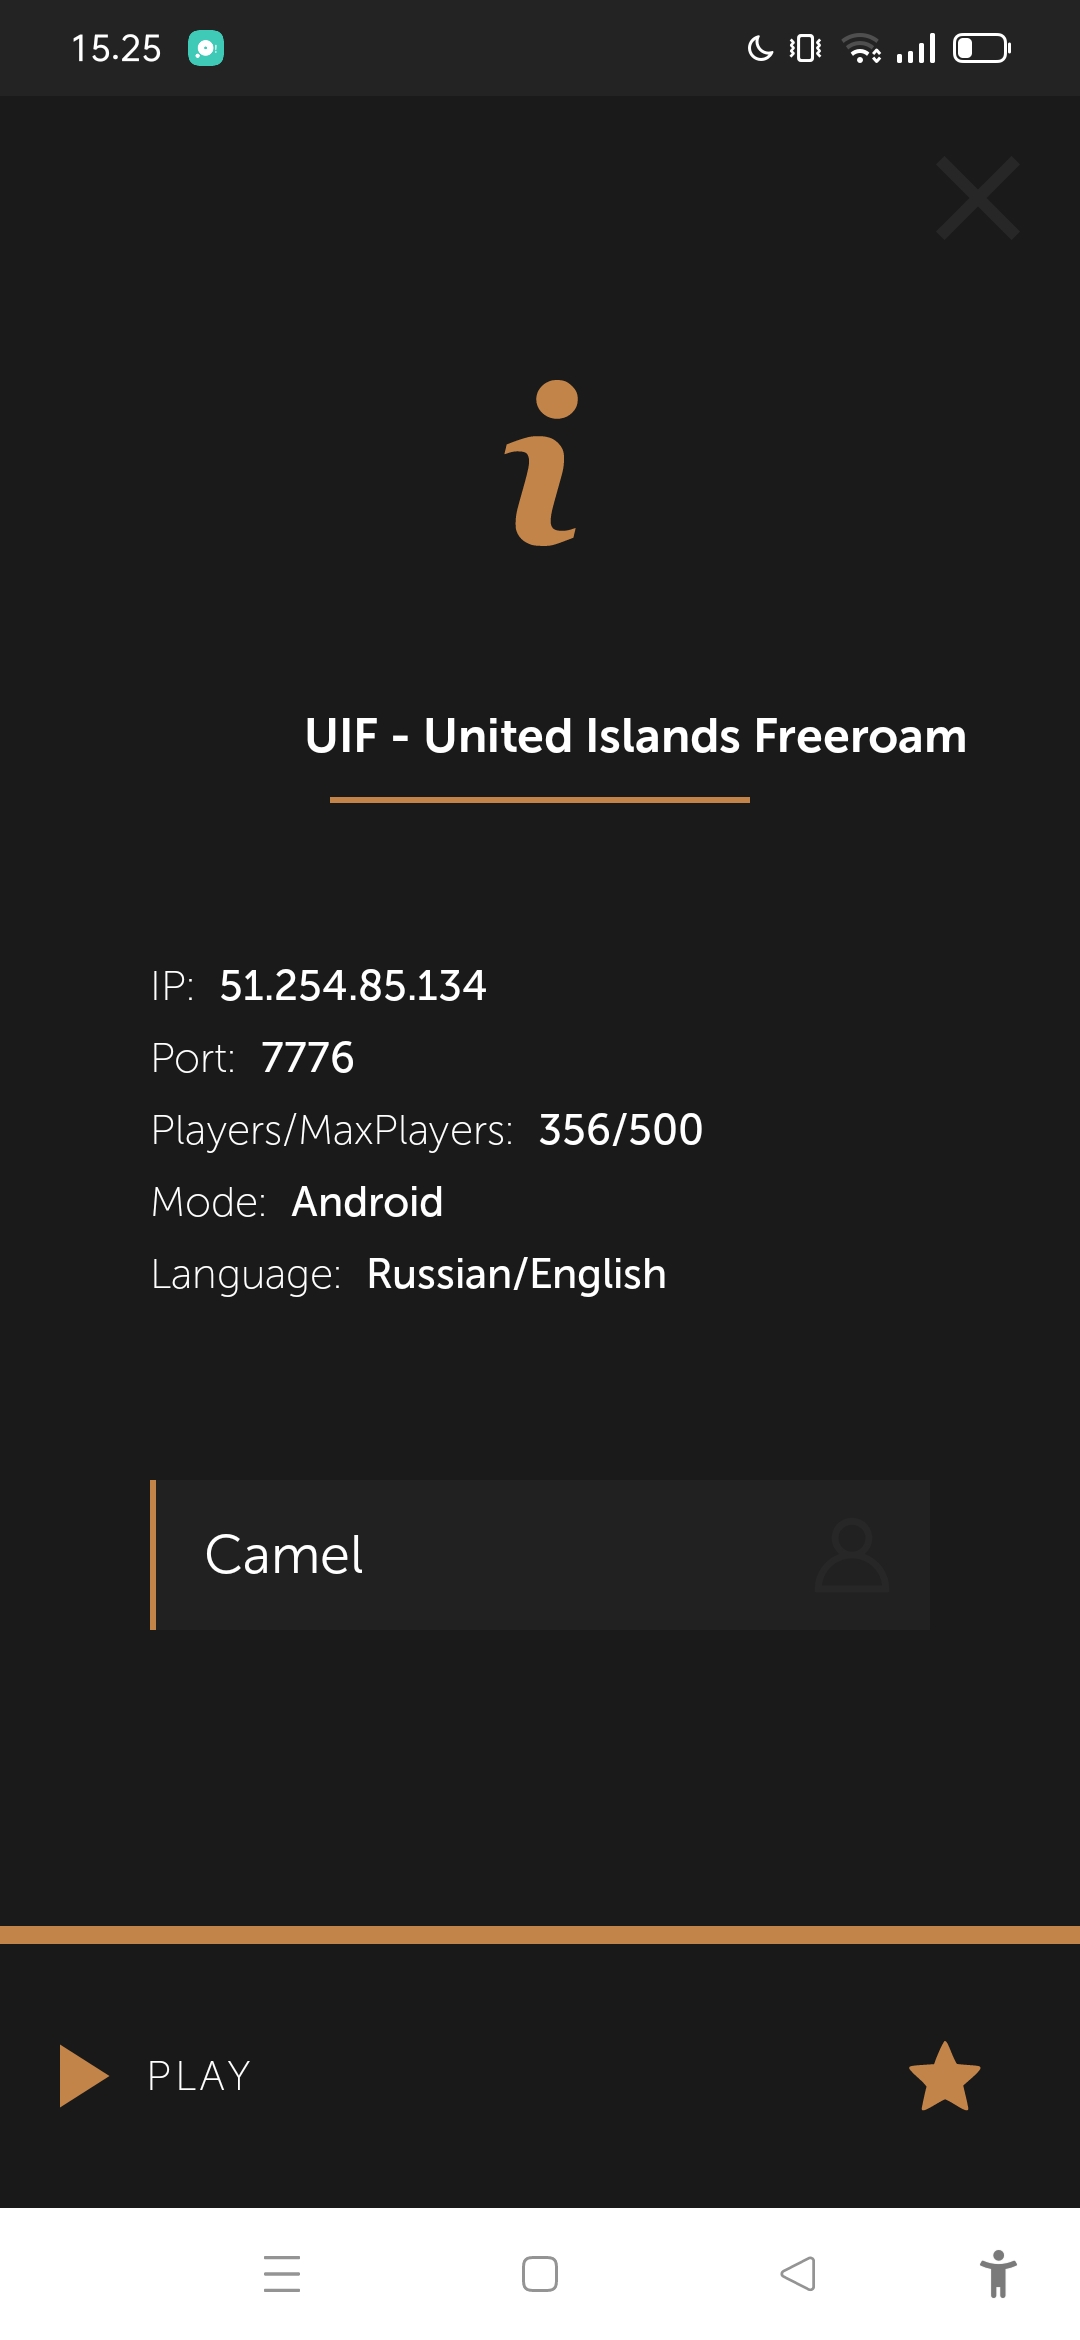 15.25
UIF - United Islands Freeroam
IP: 51.254.85.134
Port: 7776
Players/MaxPlayers: 356/500
Mode: Android
Language: Russian/English
Camel
PLAY